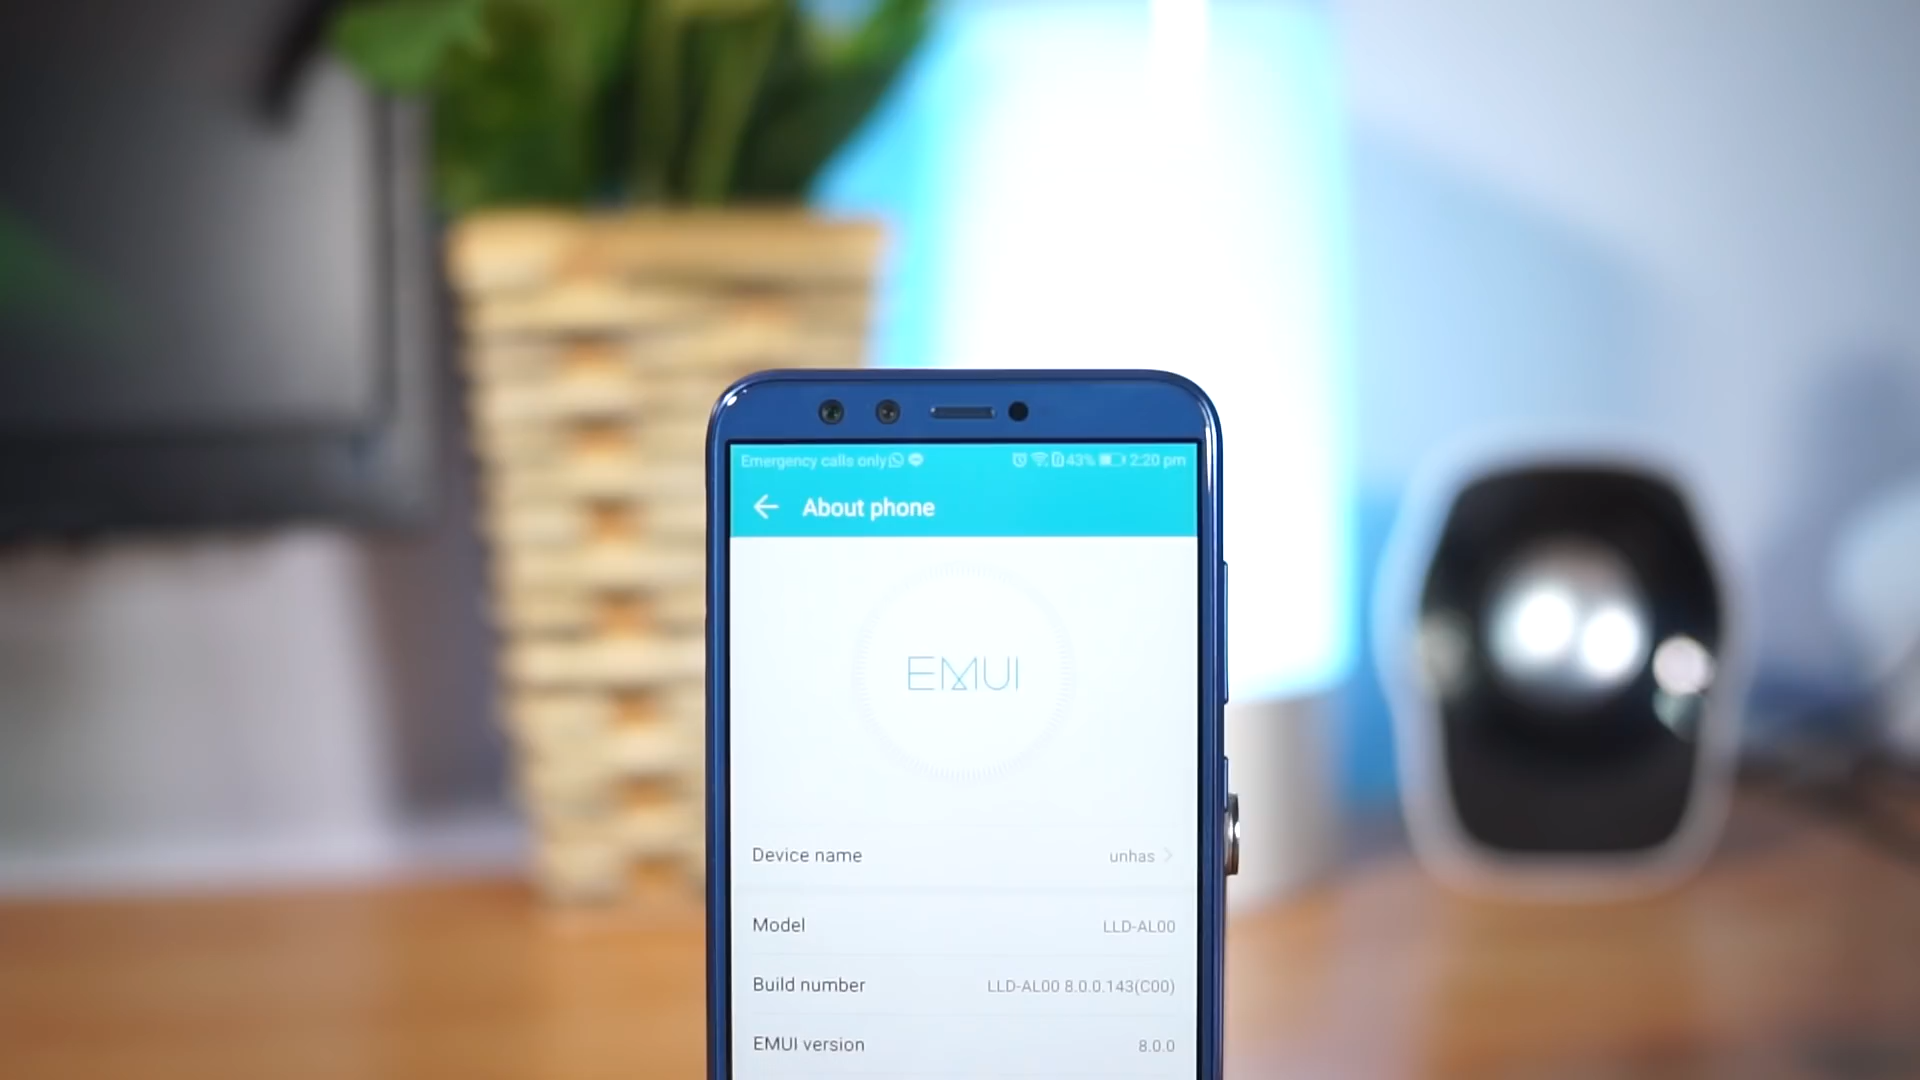 Emergency calls only 43% 2:20 pm
About phone
EMUI
Device name unhas
Model LLD-AL00
Build number LLD-AL00 8.0.0.143(C00)
EMUI version 8.0.0